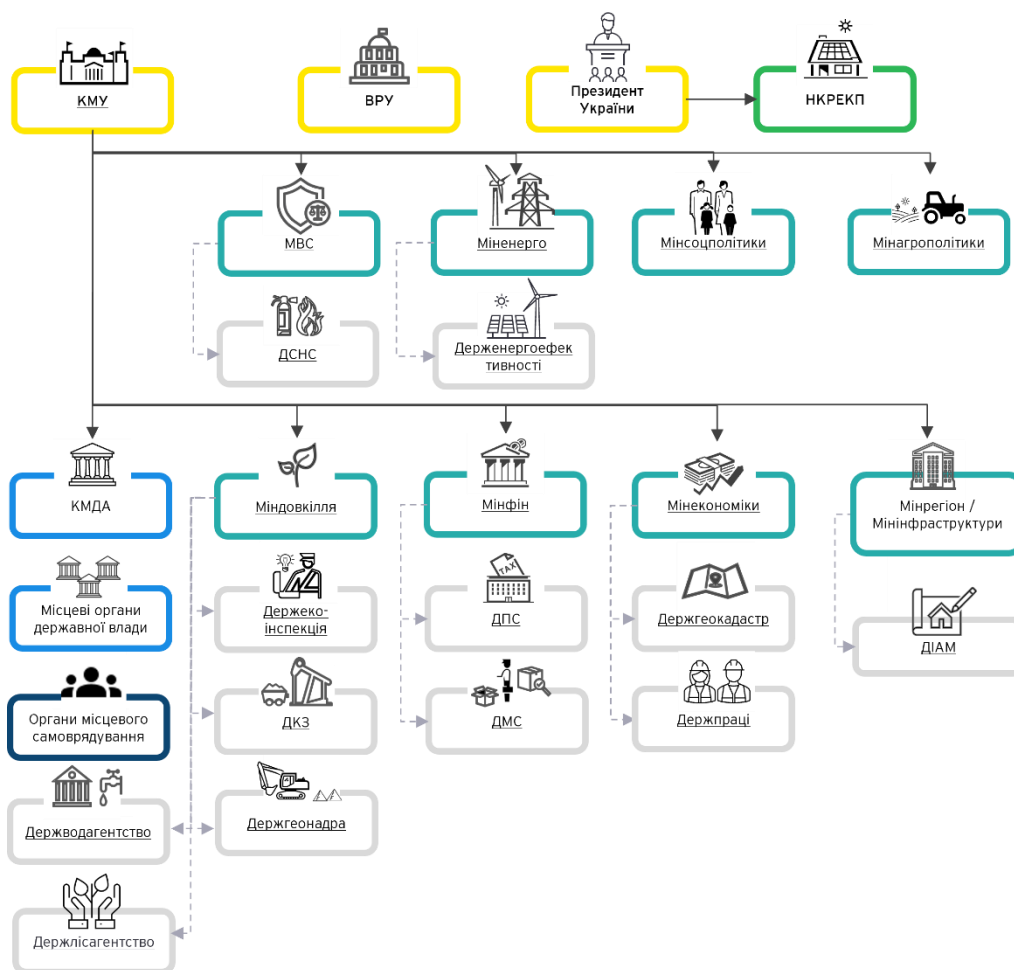 КМУ
ВРУ
Президент
України
НКРЕКП
МВС
Міненерго
Мінсоцполітики
Мінагрополітики
ДСНС
Держенергоефек
тивності
КМДА
Міндовкілля
Мінфін
Мінекономіки
Мінрегіон /
Мінінфраструктури
Місцеві органи
державної влади
Держеко-
інспекція
TAX
ДПС
Держгеокадастр
ДІАМ
Органи місцевого
самоврядування
ДКЗ
ДМС
Держпраці
Держводагентство
Держгеонадра
Держлісагентство